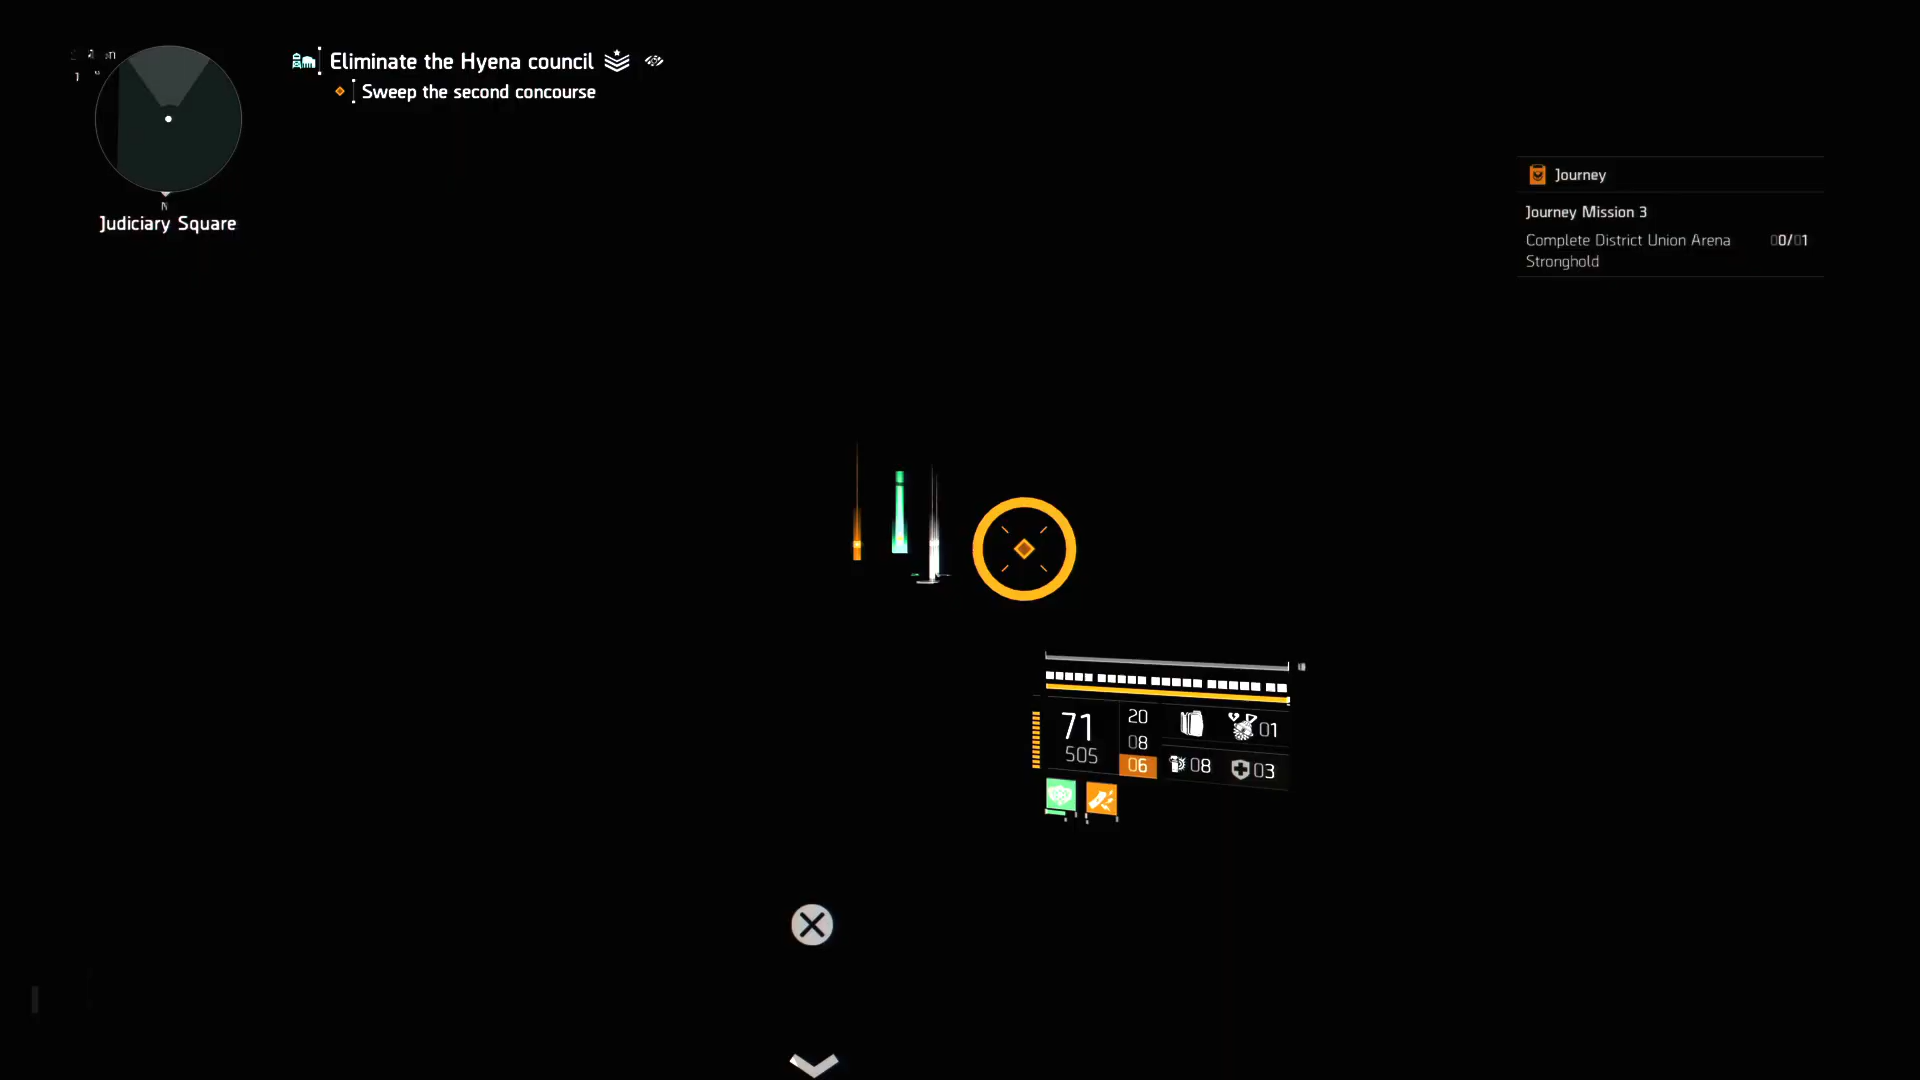 Eliminate the Hyena council
Sweep the second concourse
N
Judiciary Square
Journey
Journey Mission 3
Complete District Union Arena 00/01
Stronghold
71
505
20
08
06
01
08
03